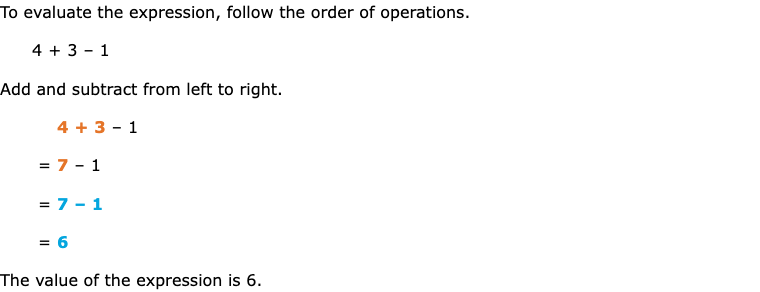 To evaluate the expression, follow the order of operations.
4 + 3 – 1
Add and subtract from left to right.
4 + 3 – 1
= 7 – 1
= 7 – 1
= 6
The value of the expression is 6.